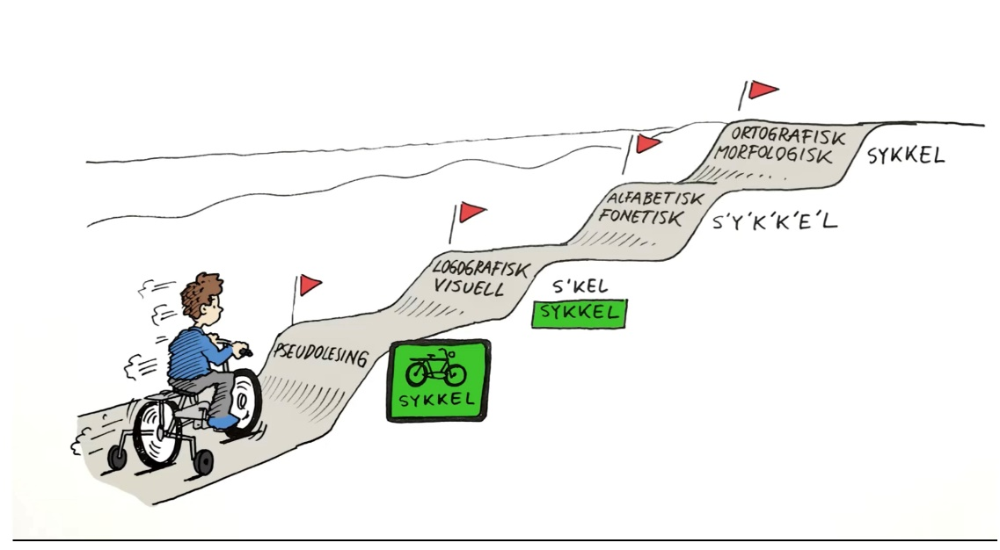 ORTOGRAFISK
MORFOLOGISK
SYKKEL
ALFABETISK
FONETISK
S'Y'K'K'E'L
LOGOGRAFISK
VISUELL
S'KEL
SYKKEL
PSEUDOLESING
SYKKEL